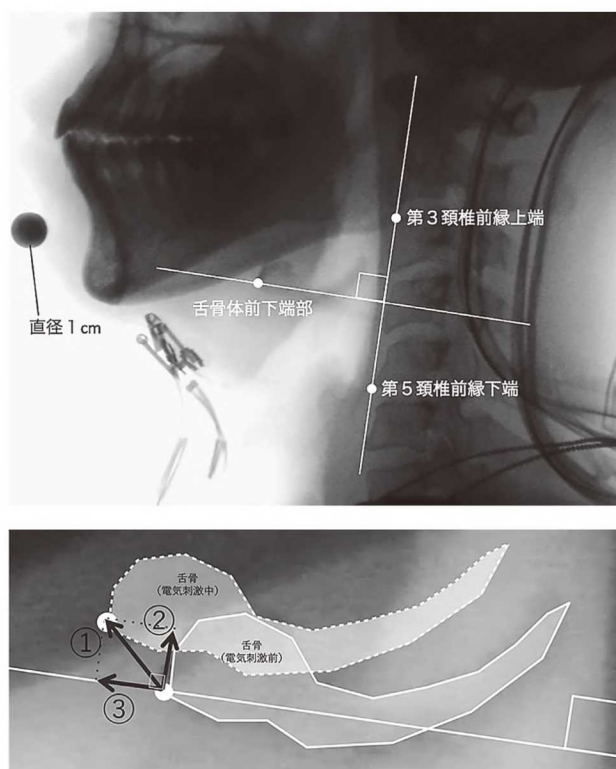 第3頚椎前縁上端
舌骨体前下端部
直径1cm
第5頚椎前縁下端
舌骨
(電気刺激中)
①
②
舌骨
(電気刺激前)
③